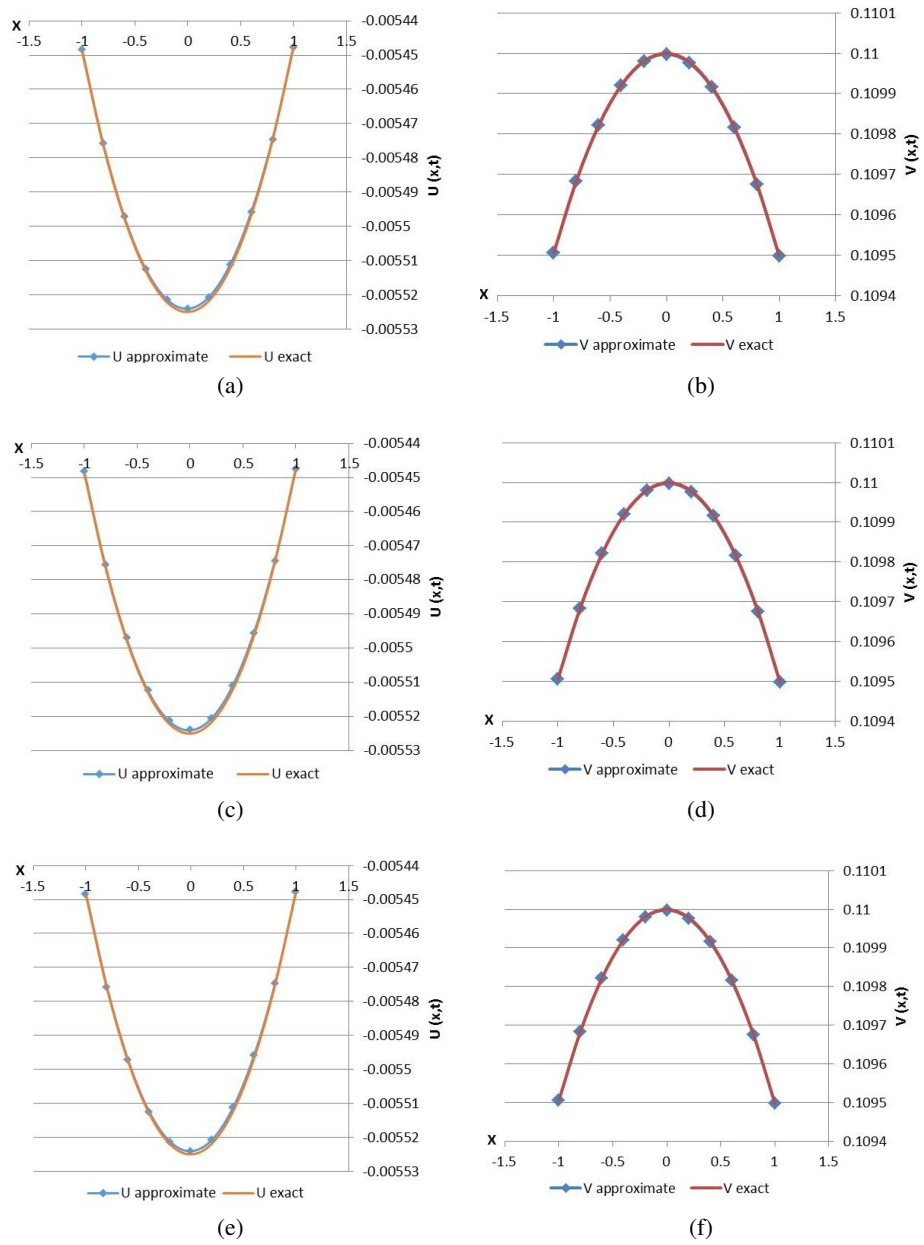 X
-1.5 -1 -0.5 0 0.5 1 1.5
-0.00544
-0.00545
-0.00546
-0.00547
-0.00548
-0.00549
-0.0055
-0.00551
-0.00552
-0.00553
U (x,t)
U approximate U exact
(a)
0.1101
0.11
0.1099
0.1098
0.1097
0.1096
0.1095
0.1094
V (x,t)
X
-1.5 -1 -0.5 0 0.5 1 1.5
V approximate V exact
(b)
X
-1.5 -1 -0.5 0 0.5 1 1.5
-0.00544
-0.00545
-0.00546
-0.00547
-0.00548
-0.00549
-0.0055
-0.00551
-0.00552
-0.00553
U (x,t)
U approximate U exact
(c)
0.1101
0.11
0.1099
0.1098
0.1097
0.1096
0.1095
0.1094
V (x,t)
X
-1.5 -1 -0.5 0 0.5 1 1.5
V approximate V exact
(d)
X
-1.5 -1 -0.5 0 0.5 1 1.5
-0.00544
-0.00545
-0.00546
-0.00547
-0.00548
-0.00549
-0.0055
-0.00551
-0.00552
-0.00553
U (x,t)
U approximate U exact
(e)
0.1101
0.11
0.1099
0.1098
0.1097
0.1096
0.1095
0.1094
V (x,t)
X
-1.5 -1 -0.5 0 0.5 1 1.5
V approximate V exact
(f)